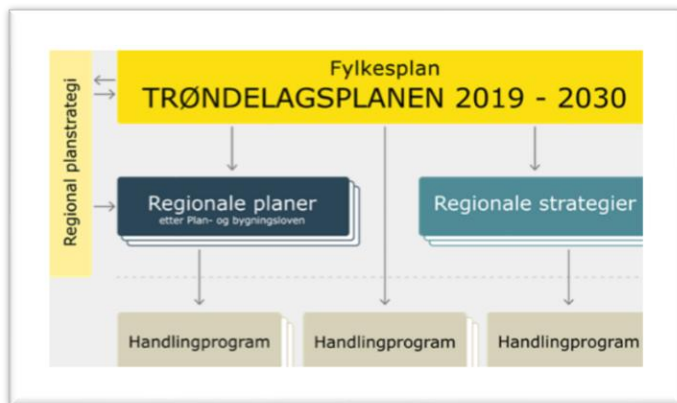 Regional planstrategi
Fylkesplan
TRØNDELAGSPLANEN 2019 - 2030
Regionale planer
etter Plan- og bygningsloven
Regionale strategier
Handlingprogram
Handlingprogram
Handlingprogram